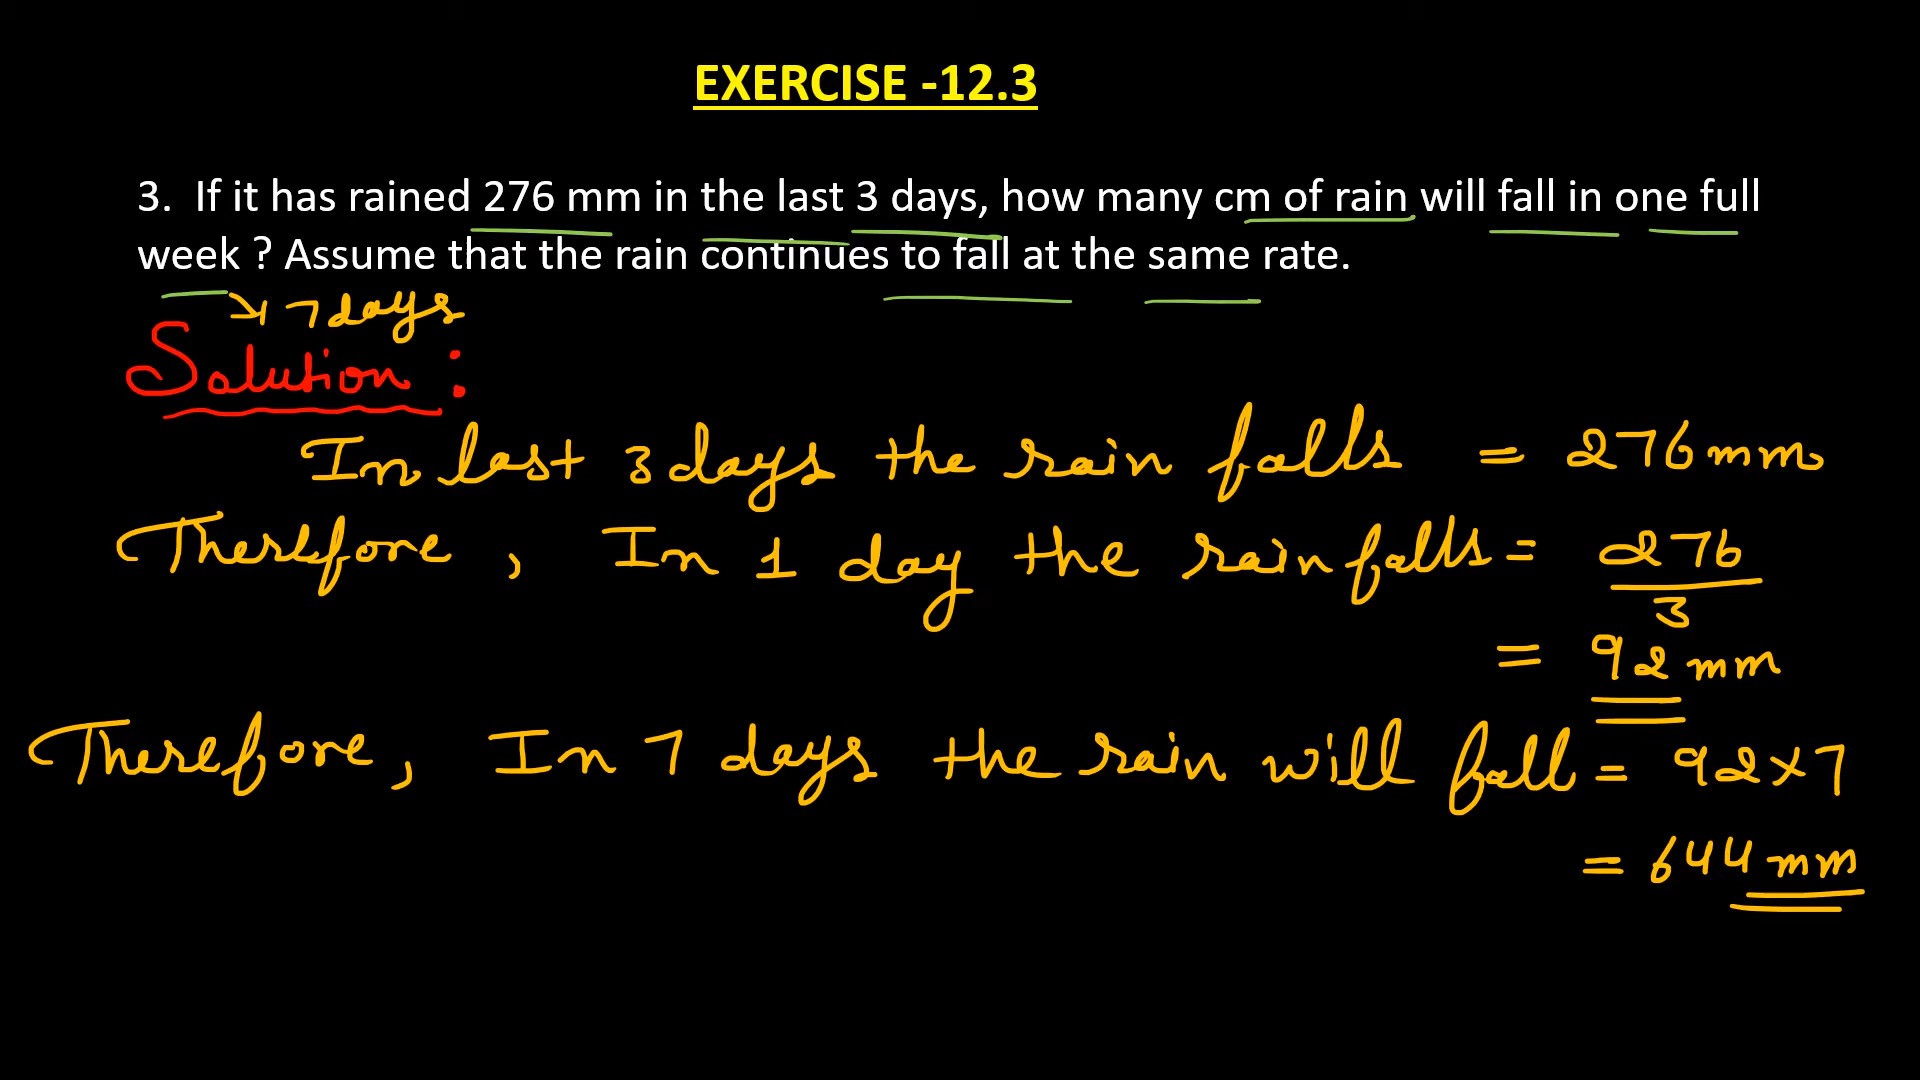 EXERCISE -12.3
3. If it has rained 276 mm in the last 3 days, how many cm of rain will fall in one full
week ? Assume that the rain continues to fall at the same rate.
→ 7 days
Solution :
In last 3 days the rain falls = 276 mm
Therefore , In 1 day the rain falls = 276
3
= 92 mm
Therefore, In 7 days the rain will fall = 92 × 7
= 644 mm